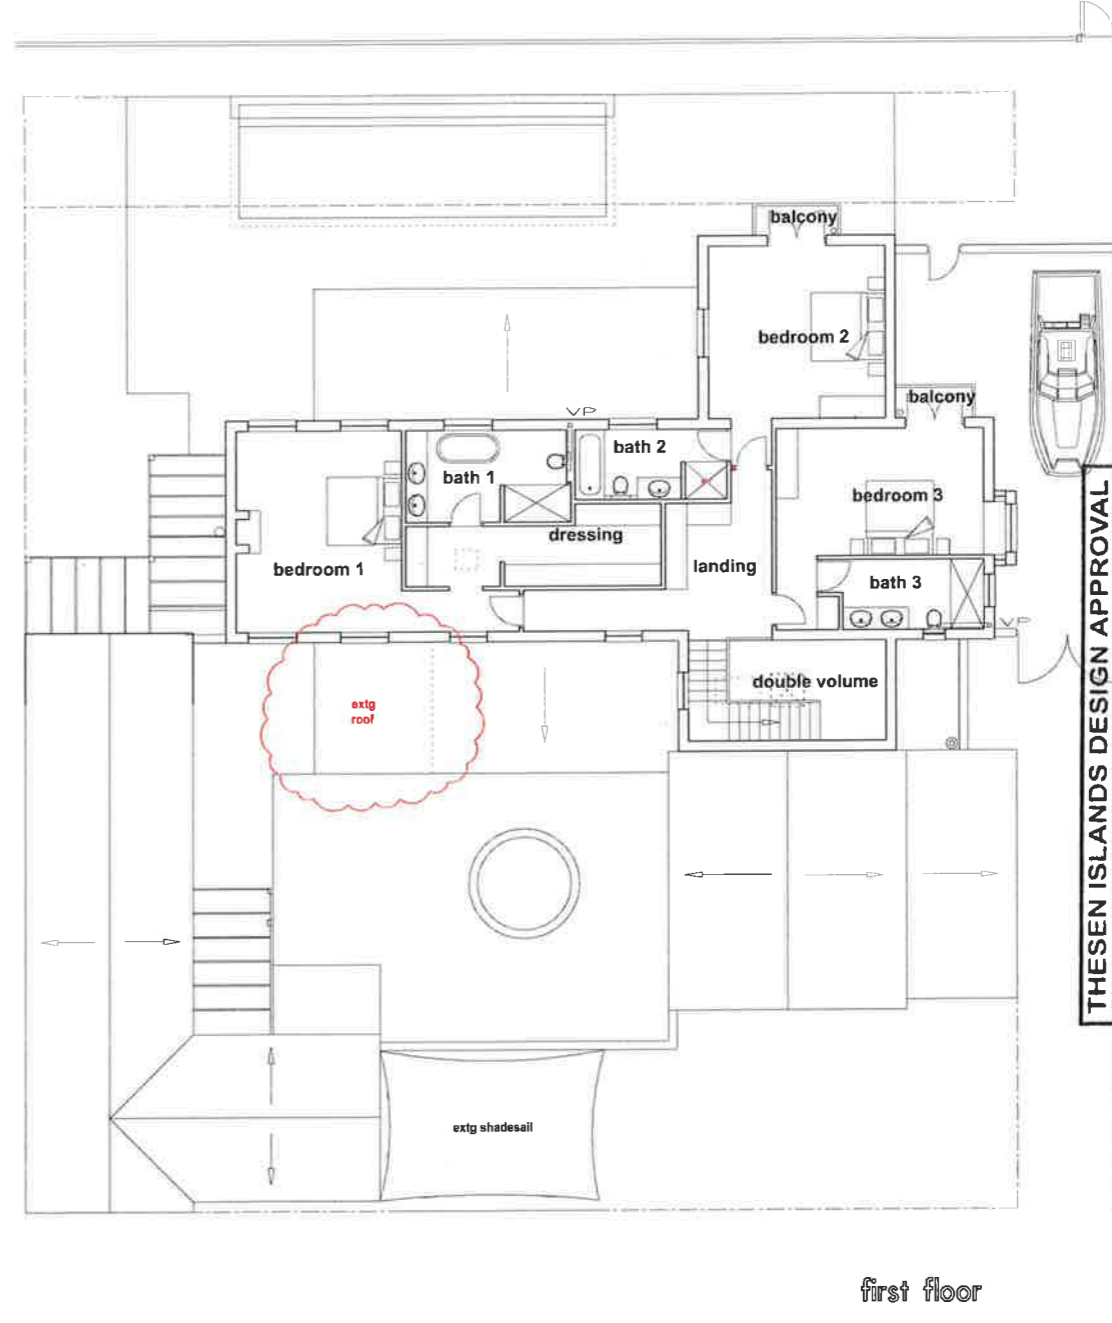 balcony
bedroom 2
balcony
VP
bath 2
bath 1
bedroom 3
dressing
landing
bedroom 1
bath 3
VP
double volume
extg
roof
extg shadesail
THESEN ISLANDS DESIGN APPROVAL
first floor